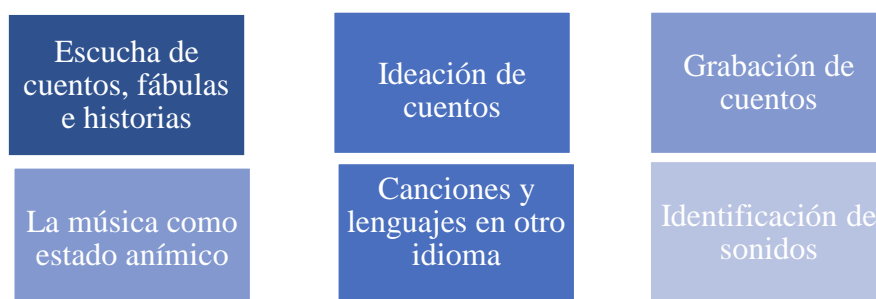 Escucha de
cuentos, fábulas
e historias
Ideación de
cuentos
Grabación de
cuentos
La música como
estado anímico
Canciones y
lenguajes en otro
idioma
Identificación de
sonidos